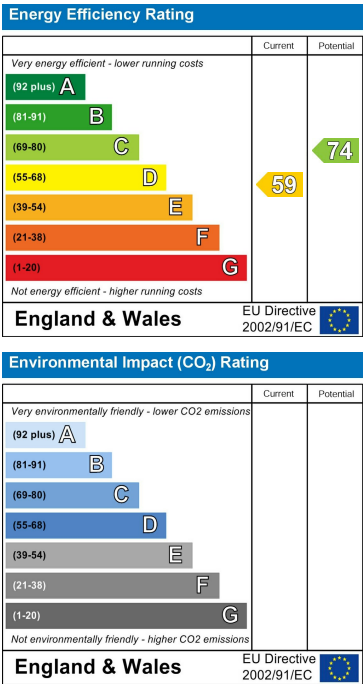 Energy Efficiency Rating
Current Potential
Very energy efficient - lower running costs
(92 plus) A
(81-91) B
(69-80) C
74
(55-68) D
59
(39-54) E
(21-38) F
(1-20) G
Not energy efficient - higher running costs
England & Wales
EU Directive
2002/91/EC
Environmental Impact (CO₂) Rating
Current Potential
Very environmentally friendly - lower CO2 emissions
(92 plus) A
(81-91) B
(69-80) C
(55-68) D
(39-54) E
(21-38) F
(1-20) G
Not environmentally friendly - higher CO2 emissions
England & Wales
EU Directive
2002/91/EC